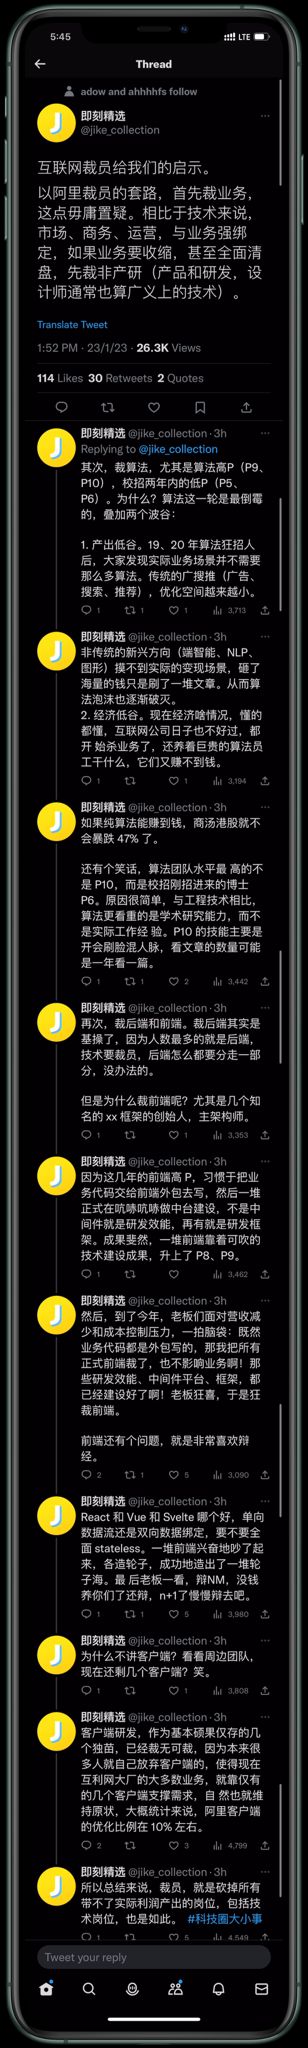 5:45
LTE
Thread
adow and ahhhhfs follow
即刻精选
@jike_collection
互联网裁员给我们的启示。
以阿里裁员的套路，首先裁业务，
这点毋庸置疑。相比于技术来说，
市场、商务、运营，与业务强绑
定，如果业务要收缩，甚至全面清
盘，先裁非产研（产品和研发，设
计师通常也算广义上的技术）。
Translate Tweet
1:52 PM · 23/1/23 · 26.3K Views
114 Likes 30 Retweets 2 Quotes
即刻精选 @jike_collection · 3h
Replying to @jike_collection
其次，裁算法，尤其是算法高P（P9、
P10），校招两年内的低P（P5、
P6）。为什么？算法这一轮是最倒霉
的，叠加两个波谷：
1. 产出低谷。19、20 年算法狂招人
后，大家发现实际业务场景并不需要
那么多算法。传统的广搜推（广告、
搜索、推荐），优化空间越来越小。
1 1 1 3,713
即刻精选 @jike_collection · 3h
非传统的新兴方向（端智能、NLP、
图形）摸不到实际的变现场景，砸了
海量的钱只是刷了一堆文章。从而算
法泡沫也逐渐破灭。
2. 经济低谷。现在经济啥情况，懂的
都懂，互联网公司日子也不好过，都
开 始杀业务了，还养着巨贵的算法员
工干什么，它们又赚不到钱。
1 1 3,194
即刻精选 @jike_collection · 3h
如果纯算法能赚到钱，商汤港股就不
会暴跌 47% 了。
还有个笑话，算法团队水平最 高的不
是 P10，而是校招刚招进来的博士
P6。原因很简单，与工程技术相比，
算法更看重的是学术研究能力，而不
是实际工作经 验。P10 的技能主要是
开会刷脸混人脉，看文章的数量可能
是一年看一篇。
1 1 2 3,442
即刻精选 @jike_collection · 3h
再次，裁后端和前端。裁后端其实是
基操了，因为人数最多的就是后端，
技术要裁员，后端怎么都要分走一部
分，没办法的。
但是为什么裁前端呢？尤其是几个知
名的 xx 框架的创始人，主架构师。
1 1 3,353
即刻精选 @jike_collection · 3h
因为这几年的前端高 P，习惯于把业
务代码交给前端外包去写，然后一堆
正式在吭哧吭哧做中台建设，不是中
间件就是研发效能，再有就是研发框
架。成果斐然，一堆前端靠着可吹的
技术建设成果，升上了 P8、P9。
1 3,462
即刻精选 @jike_collection · 3h
然后，到了今年，老板们面对营收减
少和成本控制压力，一拍脑袋：既然
业务代码都是外包写的，那我把所有
正式前端裁了，也不影响业务啊！那
些研发效能、中间件平台、框架，都
已经建设好了啊！老板狂喜，于是狂
裁前端。
前端还有个问题，就是非常喜欢辩
经。
2 1 5 3,090
即刻精选 @jike_collection · 3h
React 和 Vue 和 Svelte 哪个好，单向
数据流还是双向数据绑定，要不要全
面 stateless。一堆前端兴奋地吵了起
来，各造轮子，成功地造出了一堆轮
子海。最 后老板一看，辩NM，没钱
养你们了还辩，n+1了慢慢辩去吧。
1 1 5 3,980
即刻精选 @jike_collection · 3h
为什么不讲客户端？看看周边团队，
现在还剩几个客户端？笑。
1 1 3,808
即刻精选 @jike_collection · 3h
客户端研发，作为基本硕果仅存的几
个独苗，已经裁无可裁，因为本来很
多人就自己放弃客户端的，使得现在
互利网大厂的大多数业务，就靠仅有
的几个客户端支撑需求，自 然也就维
持原状，大概统计来说，阿里客户端
的优化比例在 10% 左右。
2 3 4,799
即刻精选 @jike_collection · 3h
所以总结来说，裁员，就是砍掉所有
带不了实际利润产出的岗位，包括技
术岗位，也是如此。 #科技圈大小事
1 5 4,549
Tweet your reply